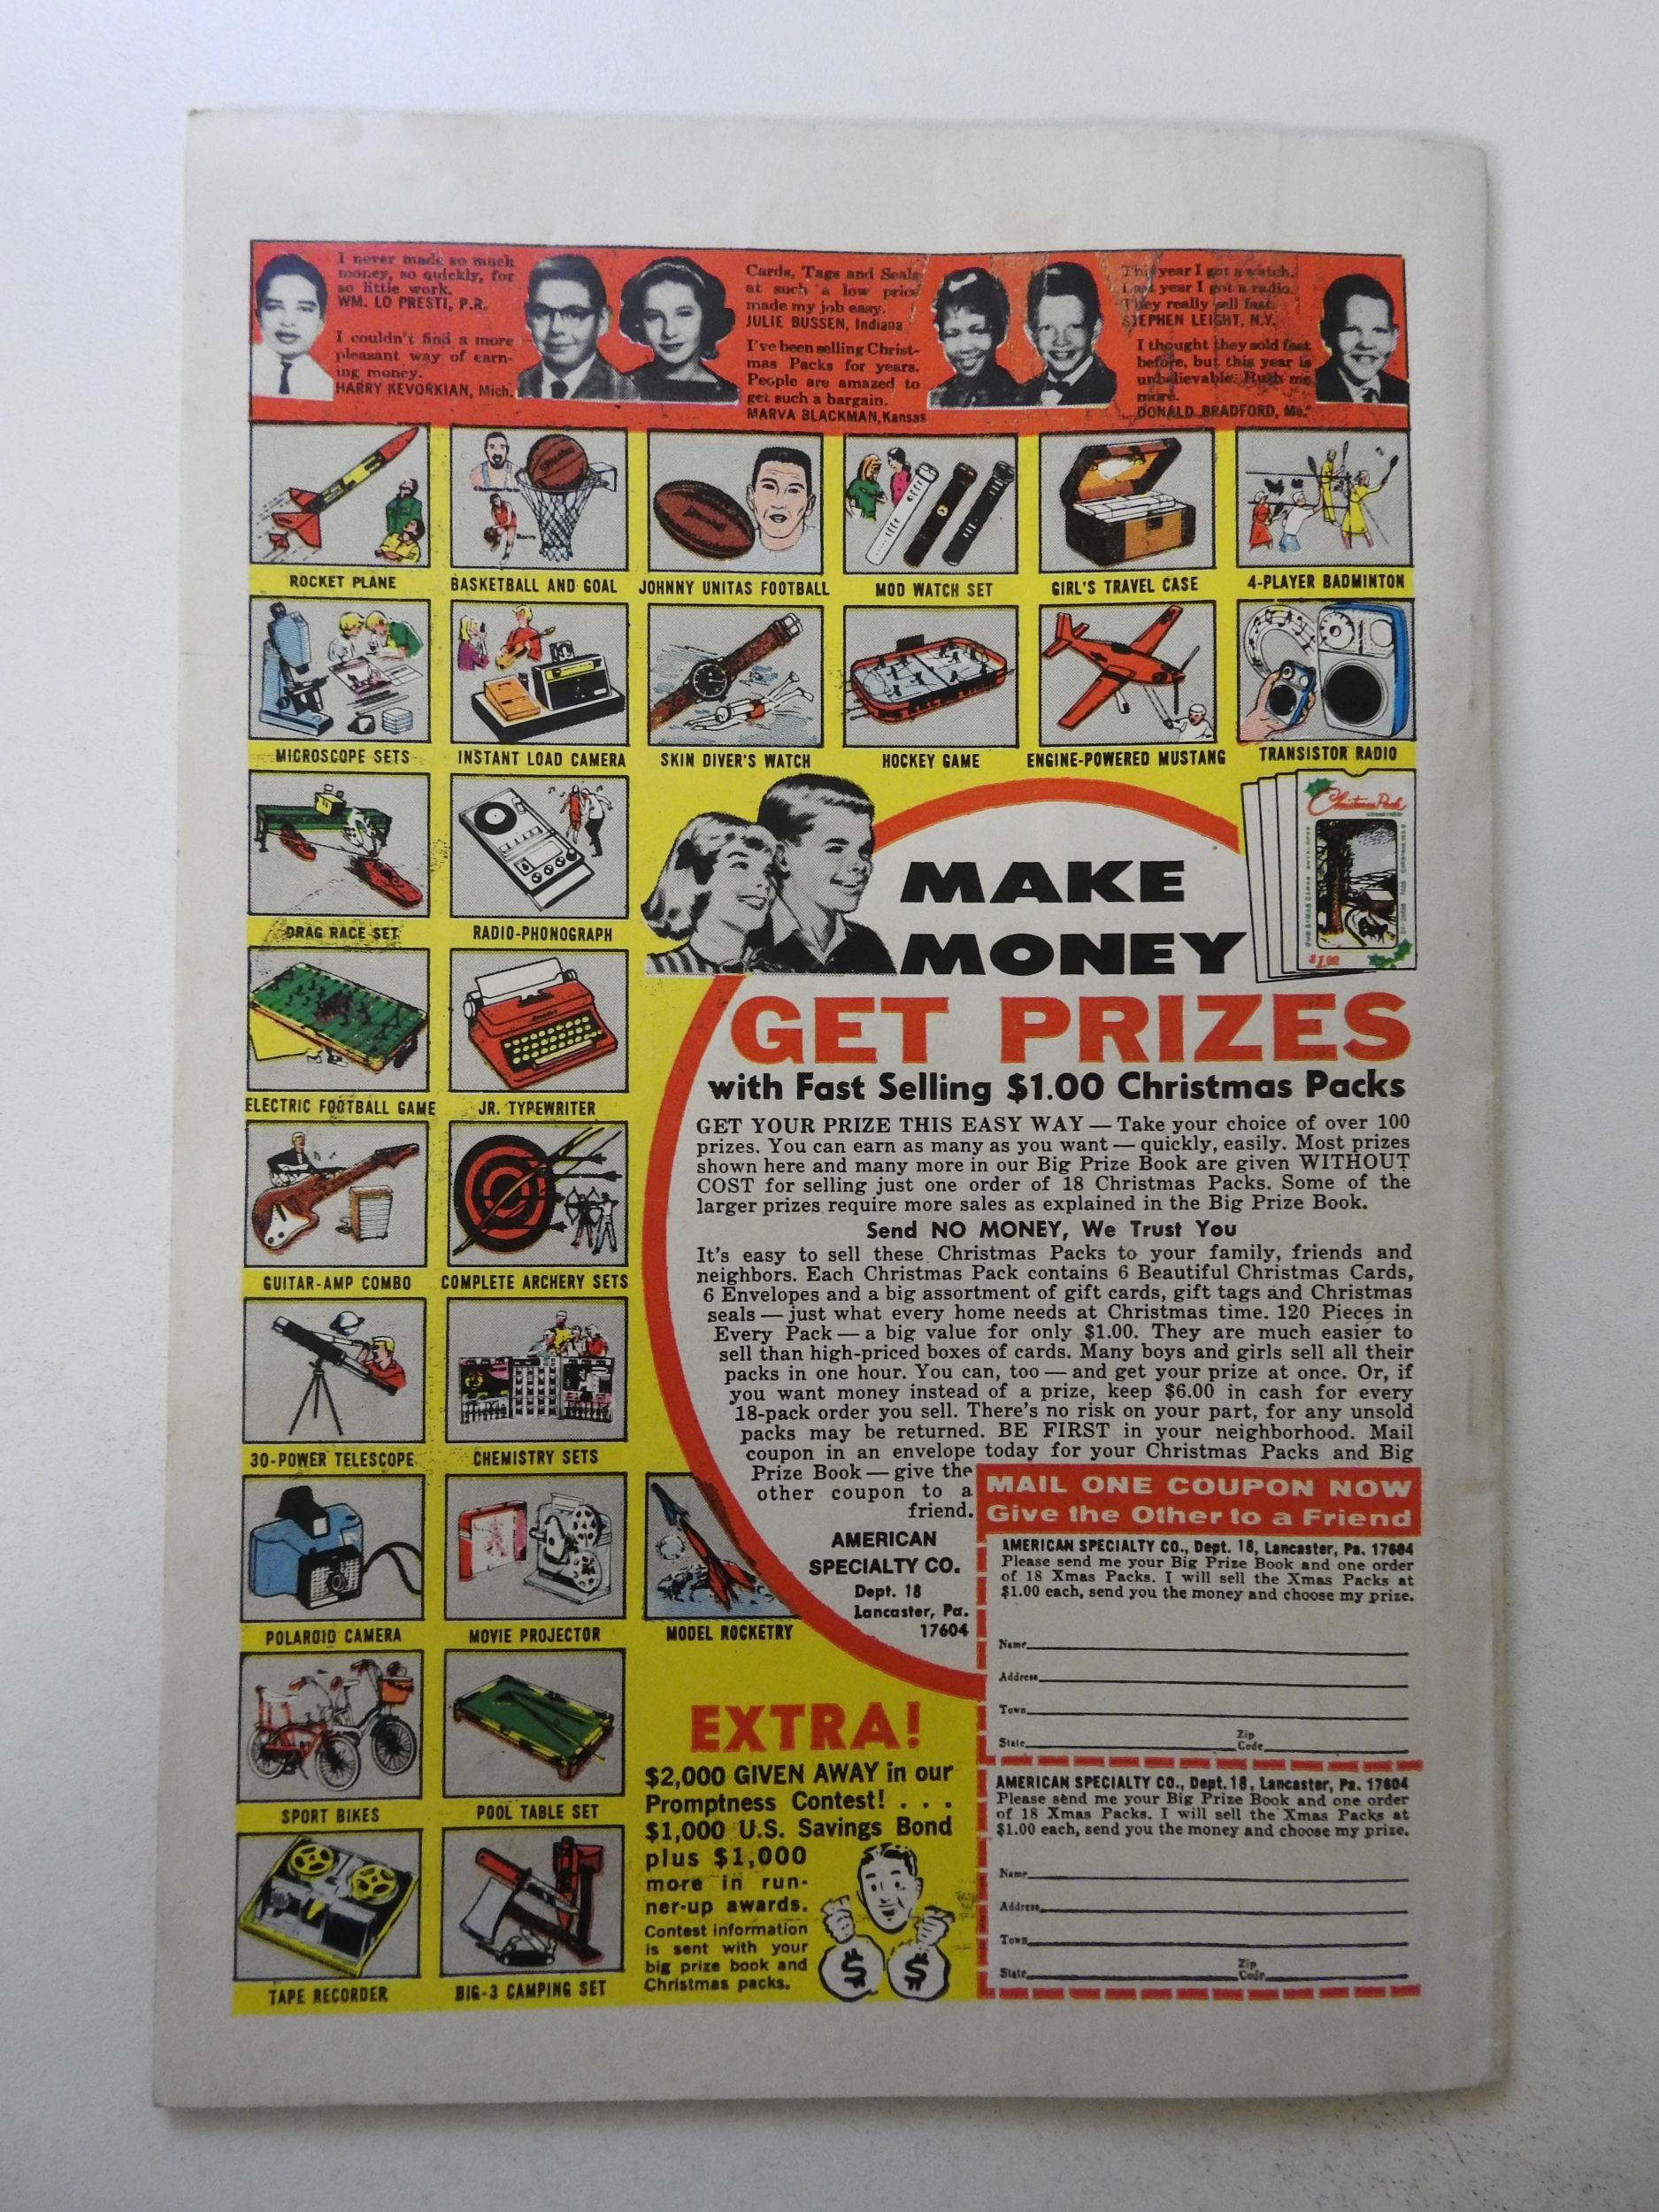 I never made so much
money, so quickly, for
so little work.
WM. LO PRESTI, P.R.
I couldn't find a more
pleasant way of earn-
ing money.
HARRY KEVORKIAN, Mich.
Cards, Tags and Seals
at such a low price
made my job easy.
JULIE BUSSEN, Indiana
I've been selling Christ-
mas Packs for years.
People are amazed to
get such a bargain.
MARVA BLACKMAN, Kansas
This year I got a watch.
Last year I got a radio.
They really sell fast.
STEPHEN LEIGHT, N.Y.
I thought they sold fast
before, but this year is
unbelievable. Rush me
more.
DONALD BRADFORD, Mo.
ROCKET PLANE
BASKETBALL AND GOAL
JOHNNY UNITAS FOOTBALL
MOD WATCH SET
GIRL'S TRAVEL CASE
4-PLAYER BADMINTON
MICROSCOPE SETS
INSTANT LOAD CAMERA
SKIN DIVER'S WATCH
HOCKEY GAME
ENGINE-POWERED MUSTANG
TRANSISTOR RADIO
DRAG RACE SET
RADIO-PHONOGRAPH
ELECTRIC FOOTBALL GAME
JR. TYPEWRITER
GUITAR-AMP COMBO
COMPLETE ARCHERY SETS
30-POWER TELESCOPE
CHEMISTRY SETS
POLAROID CAMERA
MOVIE PROJECTOR
MODEL ROCKETRY
SPORT BIKES
POOL TABLE SET
TAPE RECORDER
BIG-3 CAMPING SET
Christmas Pack
$1.00
MAKE
MONEY
GET PRIZES
with Fast Selling $1.00 Christmas Packs
GET YOUR PRIZE THIS EASY WAY — Take your choice of over 100
prizes. You can earn as many as you want — quickly, easily. Most prizes
shown here and many more in our Big Prize Book are given WITHOUT
COST for selling just one order of 18 Christmas Packs. Some of the
larger prizes require more sales as explained in the Big Prize Book.
Send NO MONEY, We Trust You
It's easy to sell these Christmas Packs to your family, friends and
neighbors. Each Christmas Pack contains 6 Beautiful Christmas Cards,
6 Envelopes and a big assortment of gift cards, gift tags and Christmas
seals — just what every home needs at Christmas time. 120 Pieces in
Every Pack — a big value for only $1.00. They are much easier to
sell than high-priced boxes of cards. Many boys and girls sell all their
packs in one hour. You can, too — and get your prize at once. Or, if
you want money instead of a prize, keep $6.00 in cash for every
18-pack order you sell. There's no risk on your part, for any unsold
packs may be returned. BE FIRST in your neighborhood. Mail
coupon in an envelope today for your Christmas Packs and Big
Prize Book — give the
other coupon to a
friend.
AMERICAN
SPECIALTY CO.
Dept. 18
Lancaster, Pa.
17604
EXTRA!
$2,000 GIVEN AWAY in our
Promptness Contest! . . .
$1,000 U.S. Savings Bond
plus $1,000
more in run-
ner-up awards.
Contest information
is sent with your
big prize book and
Christmas packs.
$ $
MAIL ONE COUPON NOW
Give the Other to a Friend
AMERICAN SPECIALTY CO., Dept. 18, Lancaster, Pa. 17604
Please send me your Big Prize Book and one order
of 18 Xmas Packs. I will sell the Xmas Packs at
$1.00 each, send you the money and choose my prize.
Name
Address
Town
State Zip Code
AMERICAN SPECIALTY CO., Dept. 18, Lancaster, Pa. 17604
Please send me your Big Prize Book and one order
of 18 Xmas Packs. I will sell the Xmas Packs at
$1.00 each, send you the money and choose my prize.
Name
Address
Town
State Zip Code